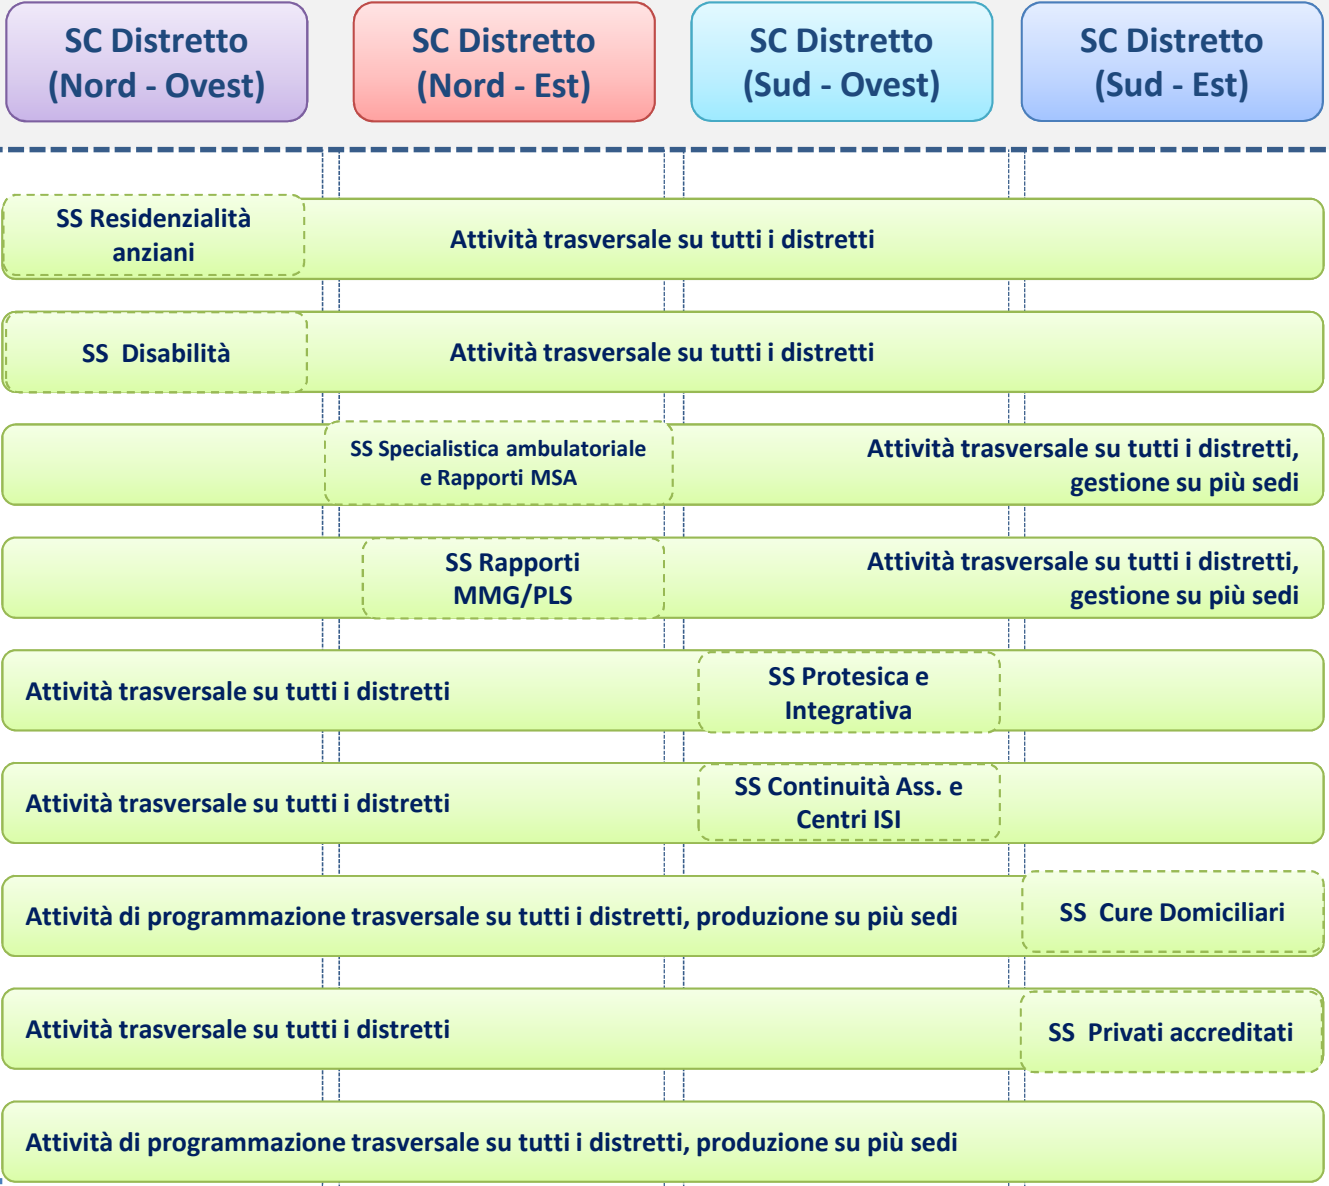 SC Distretto
(Nord - Ovest)
SC Distretto
(Nord - Est)
SC Distretto
(Sud - Ovest)
SC Distretto
(Sud - Est)
SS Residenzialità
anziani
Attività trasversale su tutti i distretti
SS Disabilità
Attività trasversale su tutti i distretti
SS Specialistica ambulatoriale
e Rapporti MSA
Attività trasversale su tutti i distretti,
gestione su più sedi
SS Rapporti
MMG/PLS
Attività trasversale su tutti i distretti,
gestione su più sedi
Attività trasversale su tutti i distretti
SS Protesica e
Integrativa
Attività trasversale su tutti i distretti
SS Continuità Ass. e
Centri ISI
Attività di programmazione trasversale su tutti i distretti, produzione su più sedi
SS Cure Domiciliari
Attività trasversale su tutti i distretti
SS Privati accreditati
Attività di programmazione trasversale su tutti i distretti, produzione su più sedi